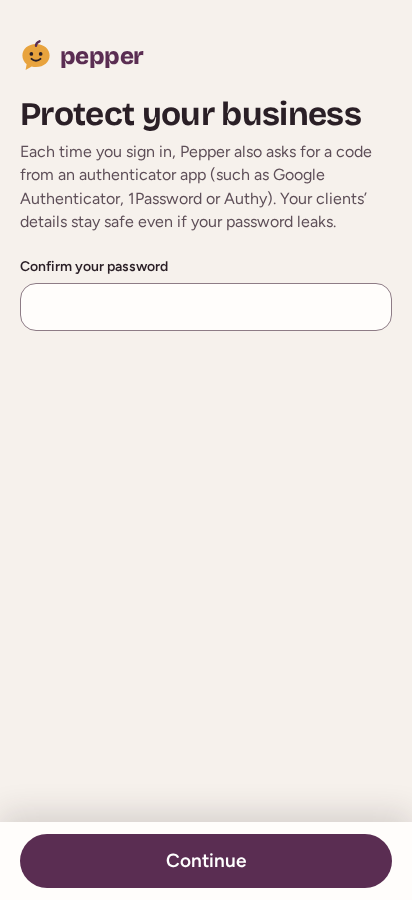 pepper
Protect your business
Each time you sign in, Pepper also asks for a code
from an authenticator app (such as Google
Authenticator, 1Password or Authy). Your clients’
details stay safe even if your password leaks.
Confirm your password
Continue